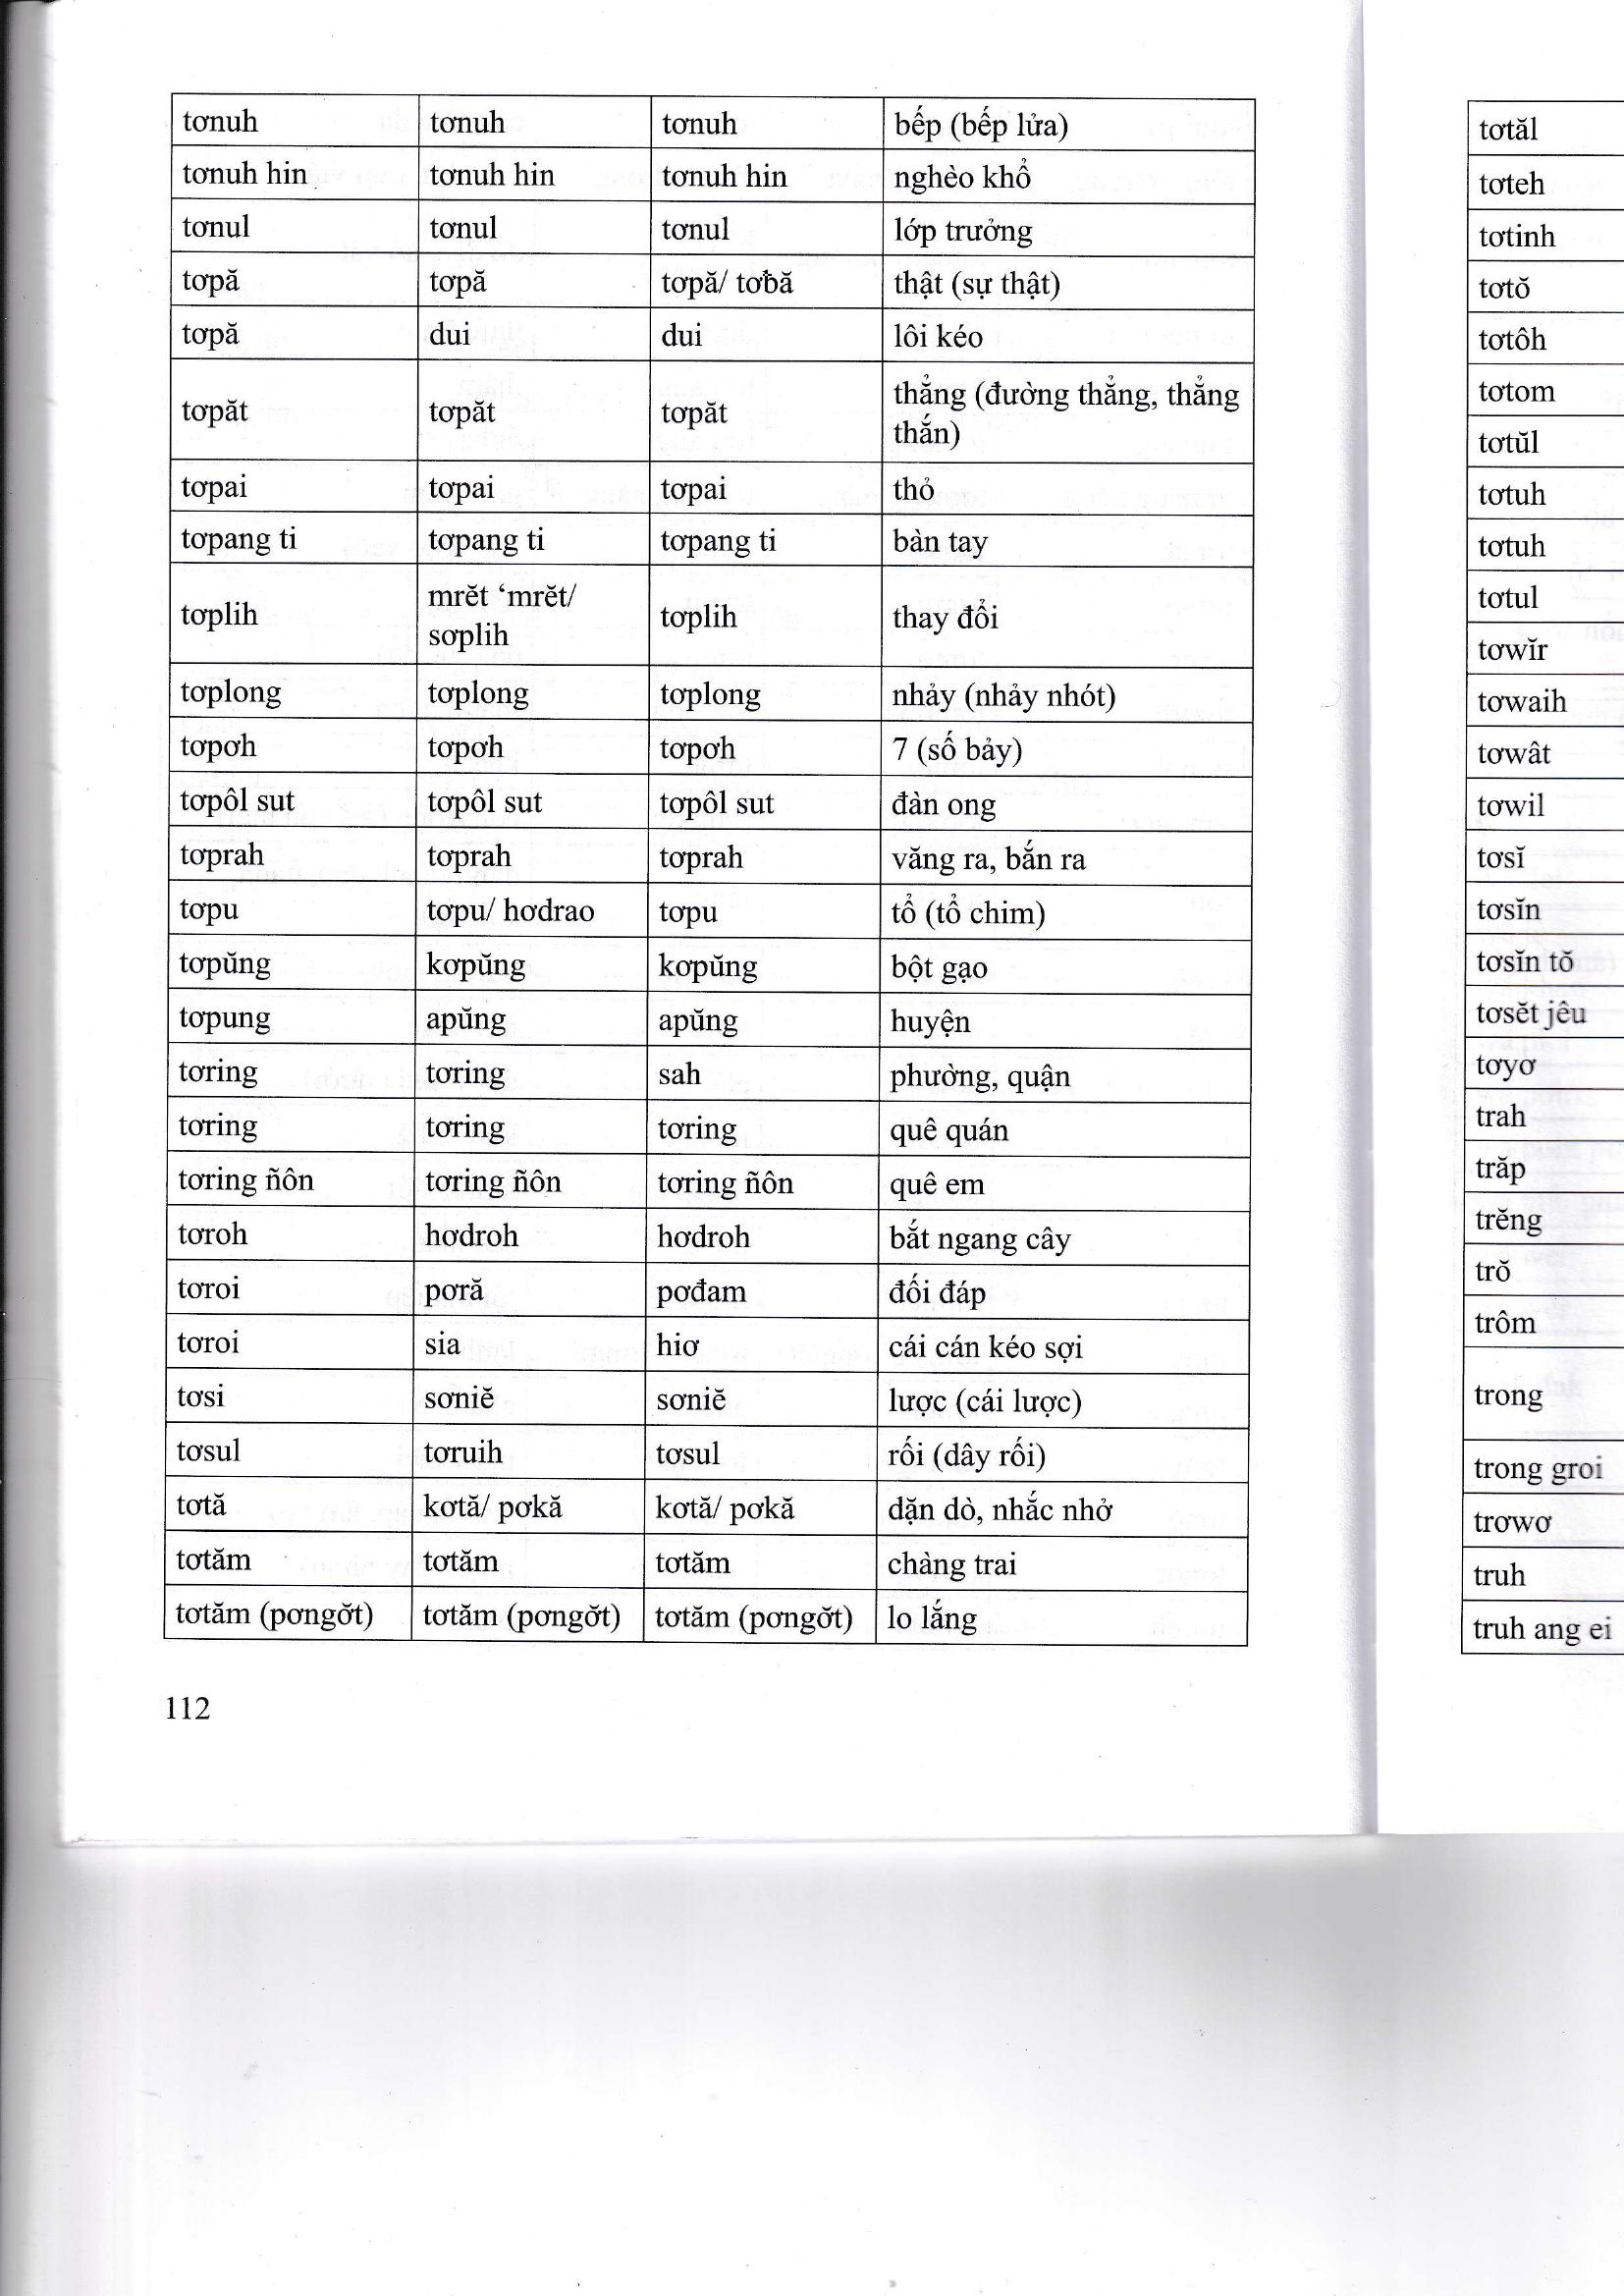 tơnuh tơnuh tơnuh bếp (bếp lửa)
tơnuh hin tơnuh hin tơnuh hin nghèo khổ
tơnul tơnul tơnul lớp trưởng
tơpă tơpă tơpă/ tơƀă thật (sự thật)
tơpă dui dui lôi kéo
tơpăt tơpăt tơpăt thẳng (đường thẳng, thẳng
thắn)
tơpai tơpai tơpai thỏ
tơpang ti tơpang ti tơpang ti bàn tay
tơplih mrĕt ‘mrĕt/
sơplih tơplih thay đổi
tơplong tơplong tơplong nhảy (nhảy nhót)
tơpơh tơpơh tơpơh 7 (số bảy)
tơpôl sut tơpôl sut tơpôl sut đàn ong
tơprah tơprah tơprah văng ra, bắn ra
tơpu tơpu/ hơdrao tơpu tổ (tổ chim)
tơpŭng kơpŭng kơpŭng bột gạo
tơpung apŭng apŭng huyện
tơring tơring sah phường, quận
tơring tơring tơring quê quán
tơring ñôn tơring ñôn tơring ñôn quê em
tơroh hơdroh hơdroh bắt ngang cây
tơroi pơră pơđam đối đáp
tơroi sia hiơ cái cán kéo sợi
tơsi sơniĕ sơniĕ lược (cái lược)
tơsul tơruih tơsul rối (dây rối)
tơtă kơtă/ pơkă kơtă/ pơkă dặn dò, nhắc nhở
tơtăm tơtăm tơtăm chàng trai
tơtăm (pơngơ̆t) tơtăm (pơngơ̆t) tơtăm (pơngơ̆t) lo lắng
112
tơtăl
tơteh
tơtinh
tơtŏ
tơtôh
tơtom
tơtŭl
tơtuh
tơtuh
tơtul
tơwĭr
tơwaih
tơwât
tơwil
tơsĭ
tơsĭn
tơsĭn tŏ
tơsĕt jêu
tơyơ
trah
trăp
trĕng
trŏ
trôm
trong
trong groi
trơwơ
truh
truh ang ei